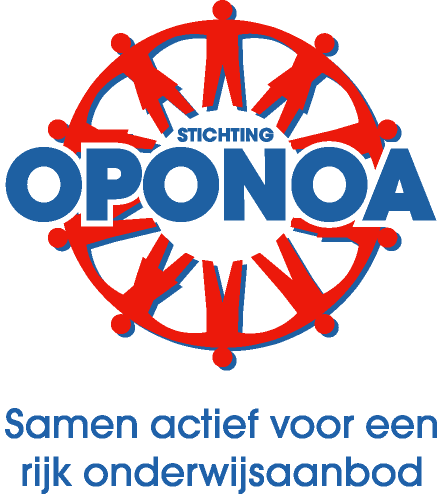 STICHTING
OPONOA
Samen actief voor een
rijk onderwijsaanbod